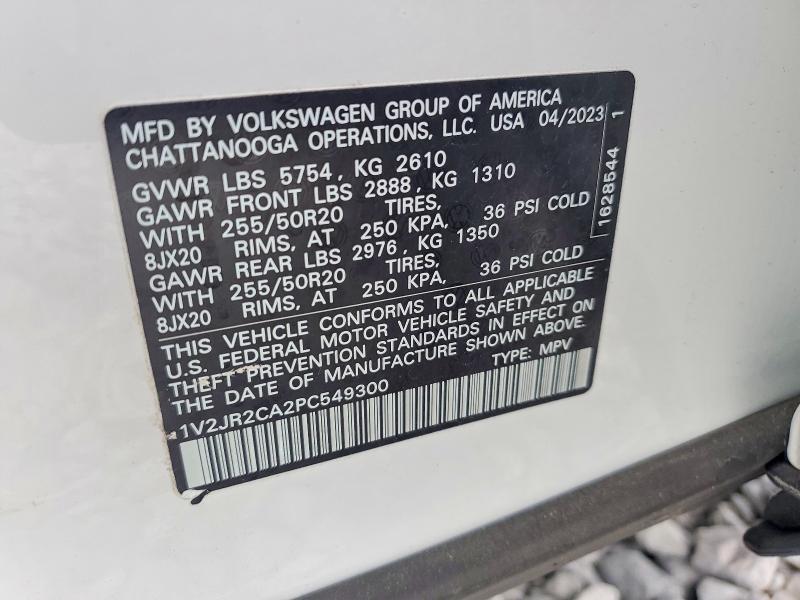 MFD BY VOLKSWAGEN GROUP OF AMERICA
CHATTANOOGA OPERATIONS, LLC. USA 04/2023
GVWR LBS 5754, KG 2610
GAWR FRONT LBS 2888, KG 1310
WITH 255/50R20 TIRES,
8JX20 RIMS, AT 250 KPA, 36 PSI COLD
GAWR REAR LBS 2976, KG 1350
WITH 255/50R20 TIRES,
8JX20 RIMS, AT 250 KPA, 36 PSI COLD
THIS VEHICLE CONFORMS TO ALL APPLICABLE
U.S. FEDERAL MOTOR VEHICLE SAFETY AND
THEFT PREVENTION STANDARDS IN EFFECT ON
THE DATE OF MANUFACTURE SHOWN ABOVE.
TYPE: MPV
1V2JR2CA2PC549300
1628544 1